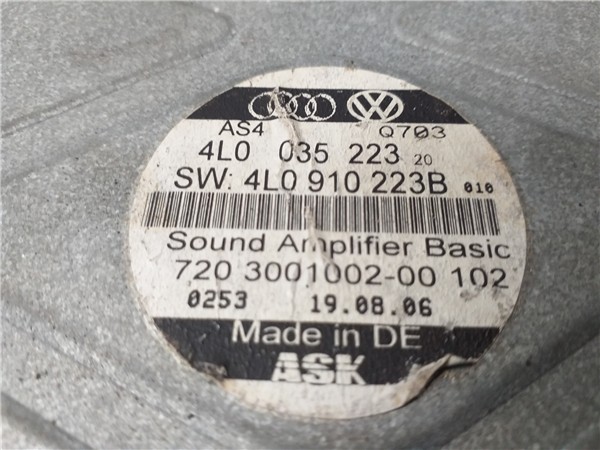 AS4 Q703
4L0 035 223 20
SW: 4L0 910 223B 010
Sound Amplifier Basic
720 3001002-00 102
0253 19.08.06
Made in DE
ASK